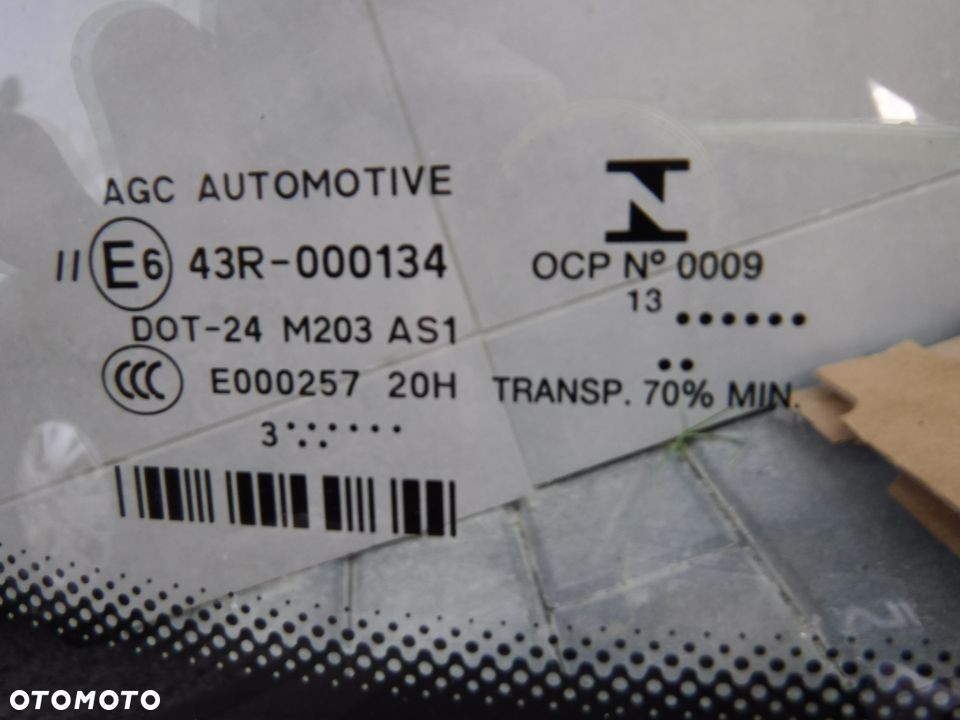 AGC AUTOMOTIVE
II E6 43R-000134
DOT-24 M203 AS1
CCC E000257 20H
3
OCP Nº 0009
13
TRANSP. 70% MIN.
OTOMOTO